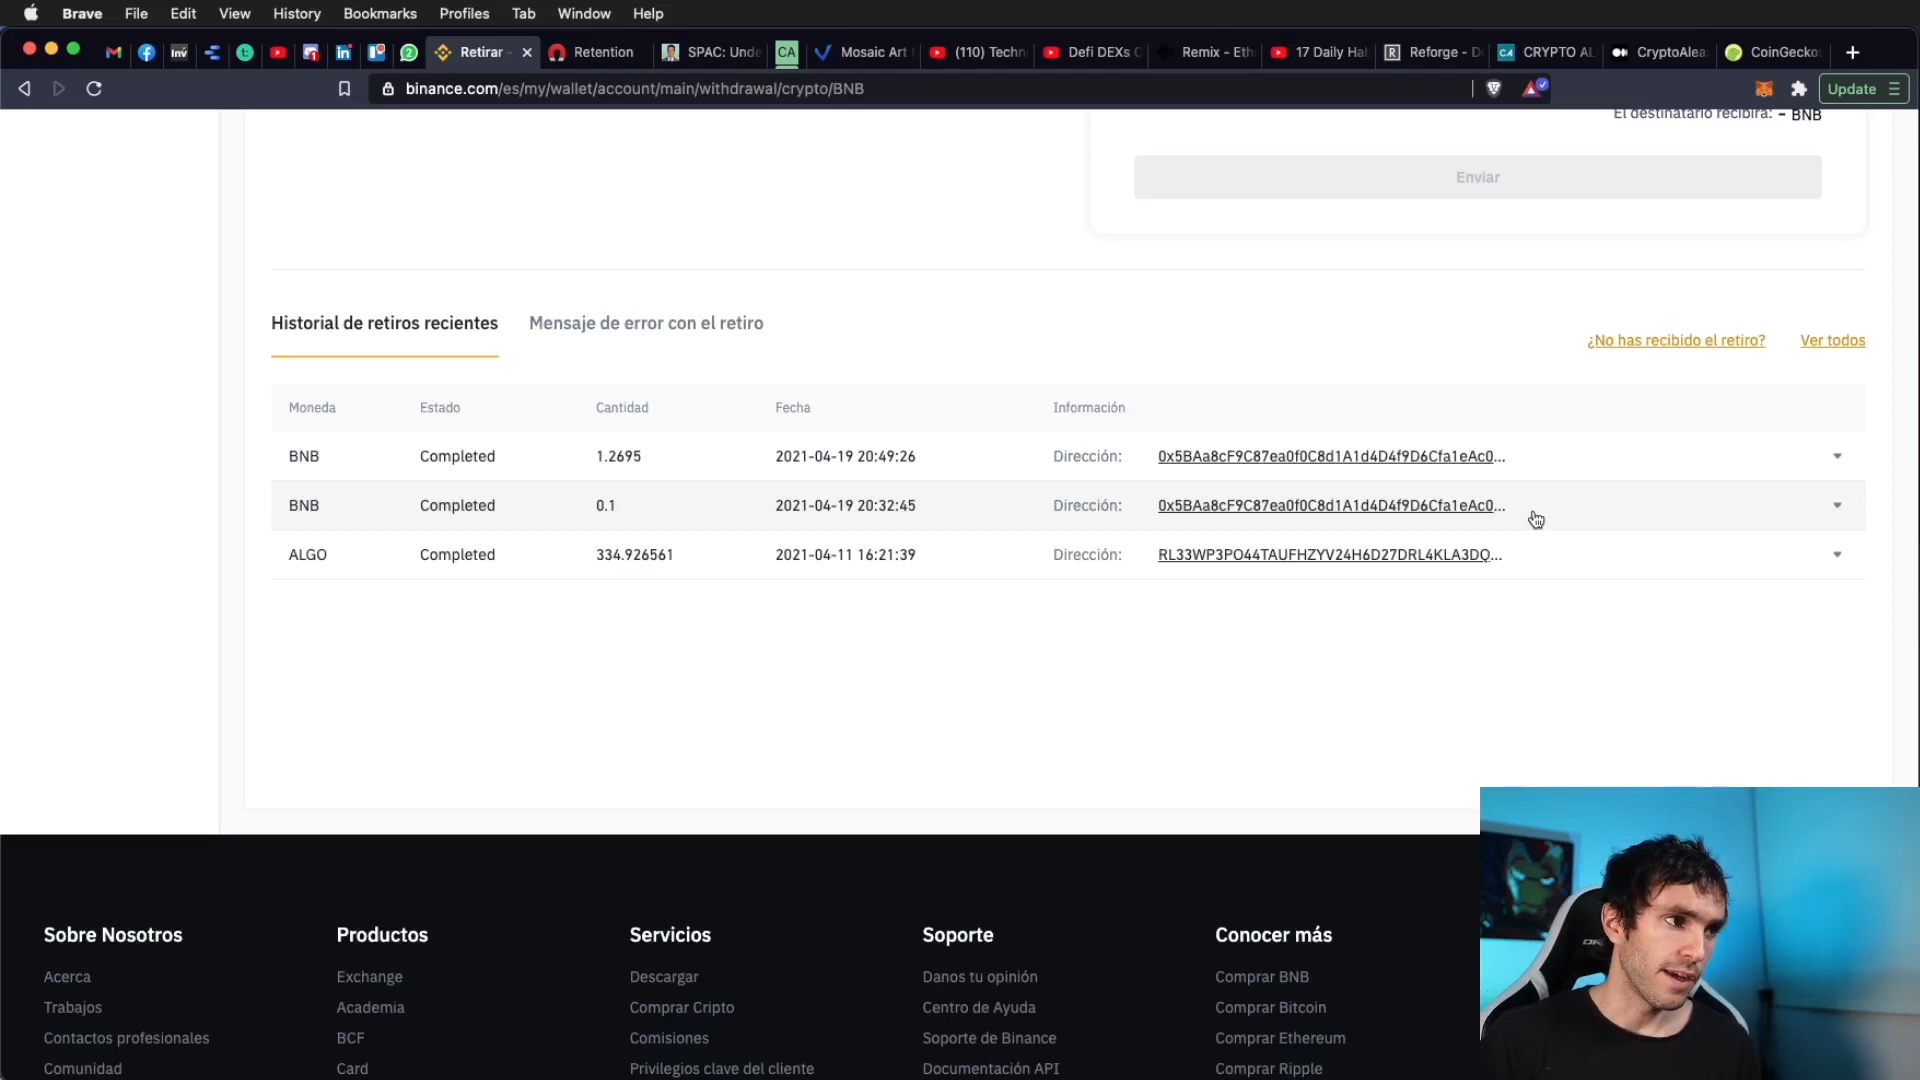 Brave File Edit View History Bookmarks Profiles Tab Window Help
Retirar - Retention SPAC: Unde CA Mosaic Art (110) Techn Defi DEXs C Remix - Eth 17 Daily Hab Reforge - D CRYPTO AL CryptoAlea CoinGecko:
binance.com/es/my/wallet/account/main/withdrawal/crypto/BNB Update
El destinatario recibirá: - BNB
Enviar
Historial de retiros recientes Mensaje de error con el retiro
¿No has recibido el retiro? Ver todos
Moneda Estado Cantidad Fecha Información
BNB Completed 1.2695 2021-04-19 20:49:26 Dirección: 0x5BAa8cF9C87ea0f0C8d1A1d4D4f9D6Cfa1eAc0...
BNB Completed 0.1 2021-04-19 20:32:45 Dirección: 0x5BAa8cF9C87ea0f0C8d1A1d4D4f9D6Cfa1eAc0...
ALGO Completed 334.926561 2021-04-11 16:21:39 Dirección: RL33WP3PO44TAUFHZYV24H6D27DRL4KLA3DQ...
Sobre Nosotros Productos Servicios Soporte Conocer más
Acerca Exchange Descargar Danos tu opinión Comprar BNB
Trabajos Academia Comprar Cripto Centro de Ayuda Comprar Bitcoin
Contactos profesionales BCF Comisiones Soporte de Binance Comprar Ethereum
Comunidad Card Privilegios clave del cliente Documentación API Comprar Ripple